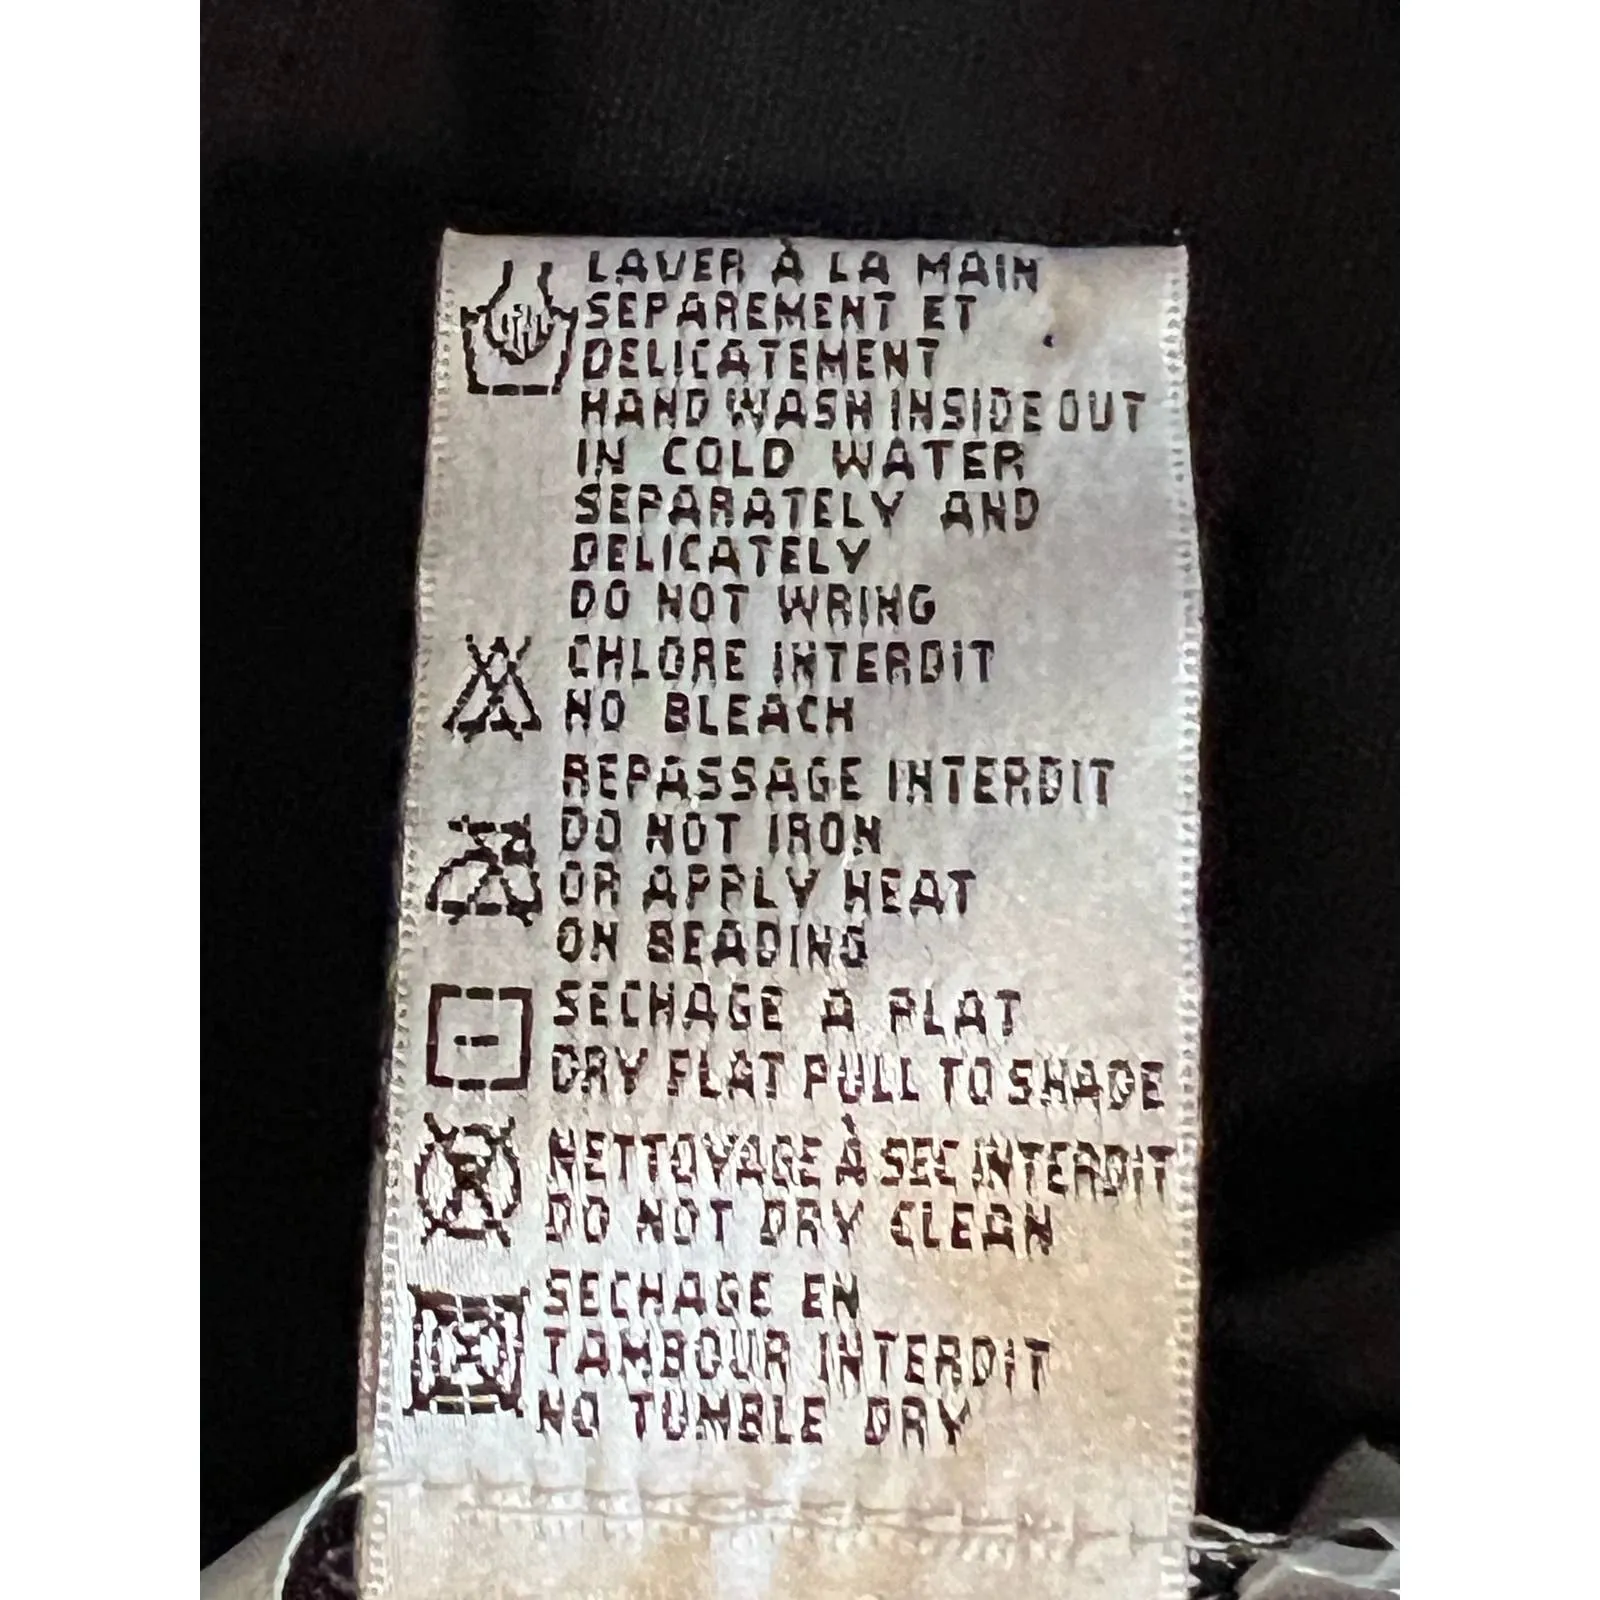 LAVER À LA MAIN
SEPAREMENT ET
DELICATEMENT
HAND WASH INSIDE OUT
IN COLD WATER
SEPARATELY AND
DELICATELY
DO NOT WRING
CHLORE INTERDIT
NO BLEACH
REPASSAGE INTERDIT
DO NOT IRON
OR APPLY HEAT
ON BEADING
SECHAGE A PLAT
DRY FLAT PULL TO SHADE
NETTOYAGE À SEC INTERDIT
DO NOT DRY CLEAN
SECHAGE EN
TAMBOUR INTERDIT
NO TUMBLE DRY